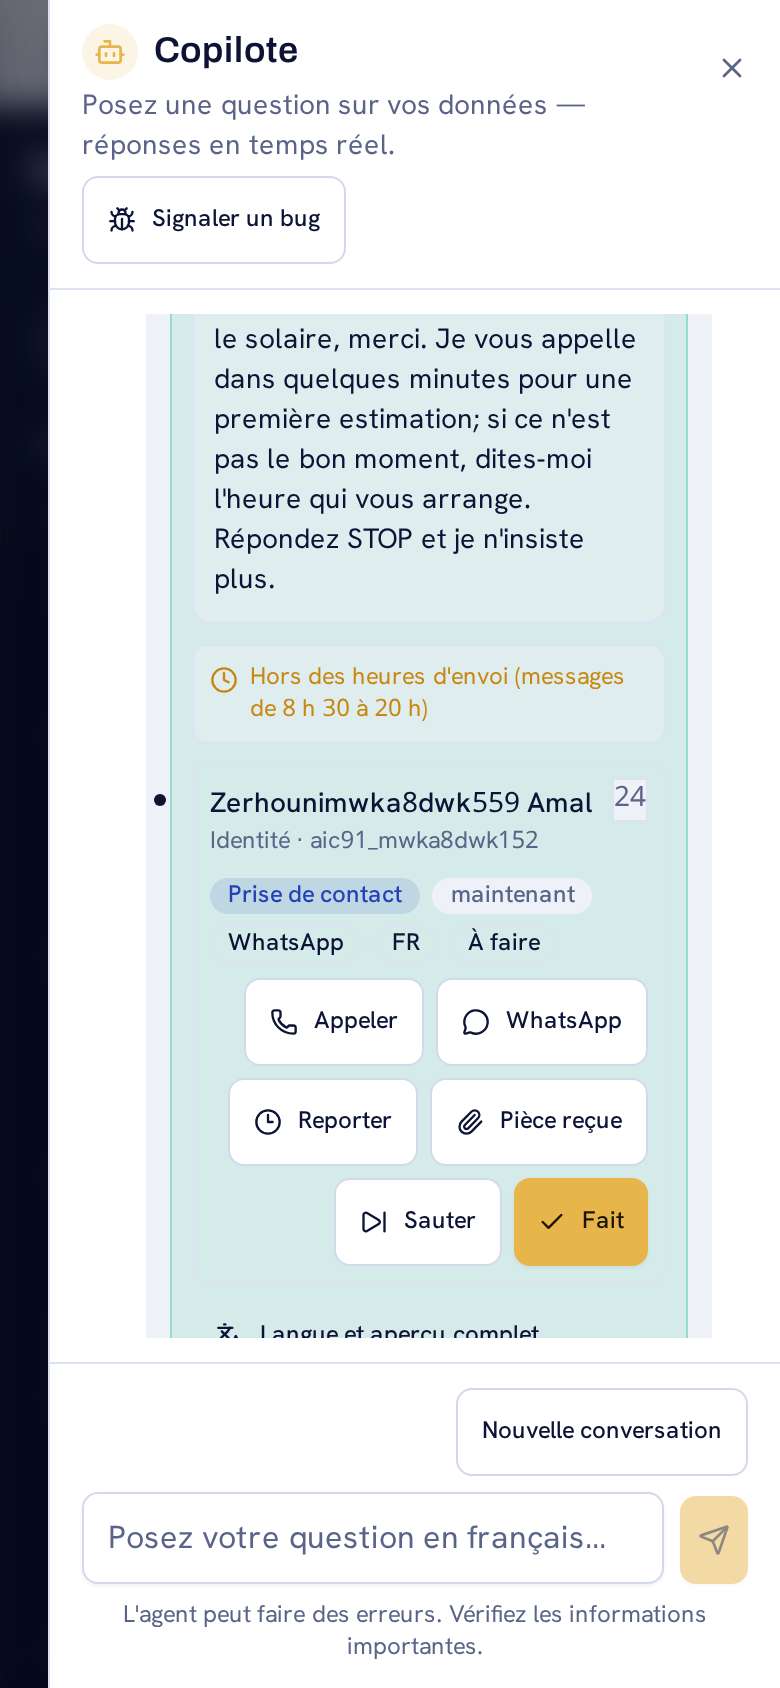 Copilote
Posez une question sur vos données —
réponses en temps réel.
Signaler un bug
le solaire, merci. Je vous appelle
dans quelques minutes pour une
première estimation; si ce n'est
pas le bon moment, dites-moi
l'heure qui vous arrange.
Répondez STOP et je n'insiste
plus.
Hors des heures d'envoi (messages
de 8 h 30 à 20 h)
Zerhounimwka8dwk559 Amal 24
Identité · aic91_mwka8dwk152
Prise de contact maintenant
WhatsApp FR À faire
Appeler WhatsApp
Reporter Pièce reçue
Sauter Fait
Langue et aperçu complet
Nouvelle conversation
Posez votre question en français...
L'agent peut faire des erreurs. Vérifiez les informations
importantes.